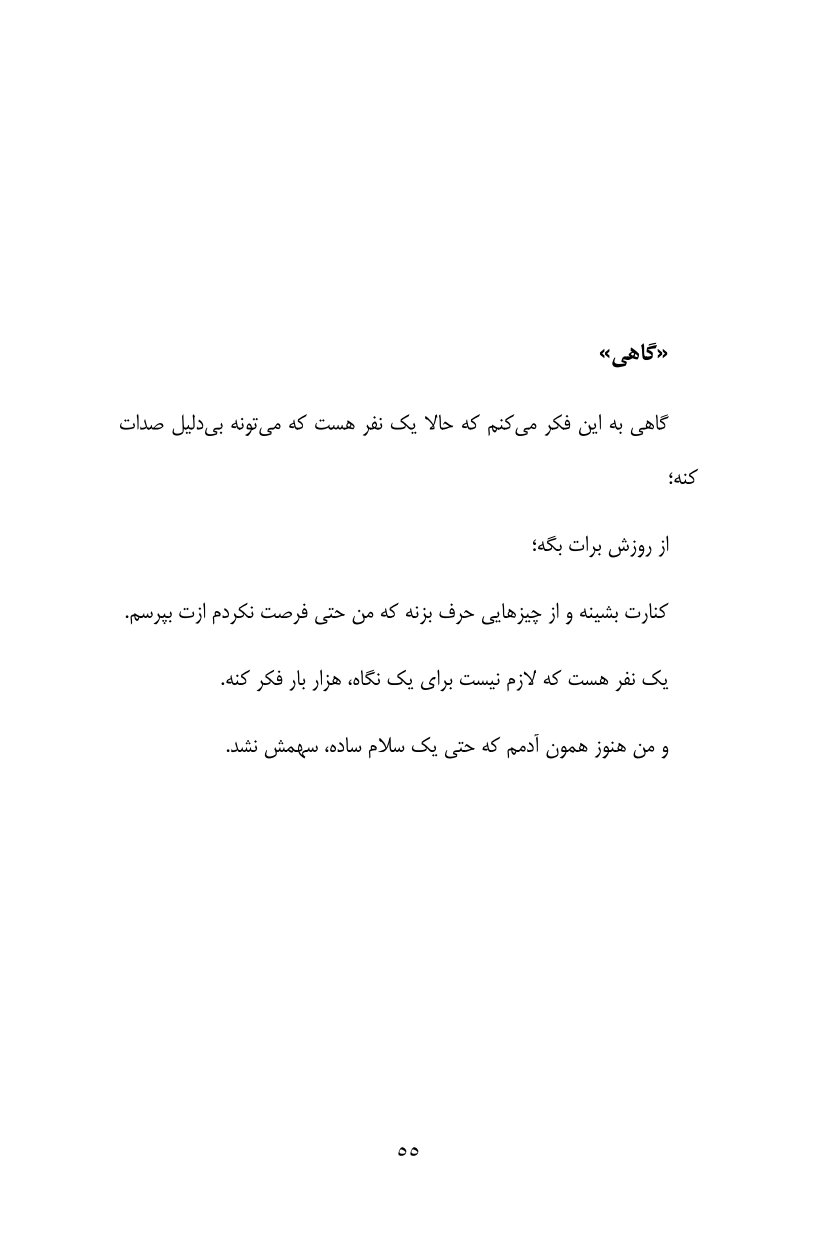 «گاهی»
گاهی به این فکر می‌کنم که حالا یک نفر هست که می‌تونه بی‌دلیل صدات
کنه؛
از روزش برات بگه؛
کنارت بشینه و از چیزهایی حرف بزنه که من حتی فرصت نکردم ازت بپرسم.
یک نفر هست که لازم نیست برای یک نگاه، هزار بار فکر کنه.
و من هنوز همون آدمم که حتی یک سلام ساده، سهمش نشد.
۵۵